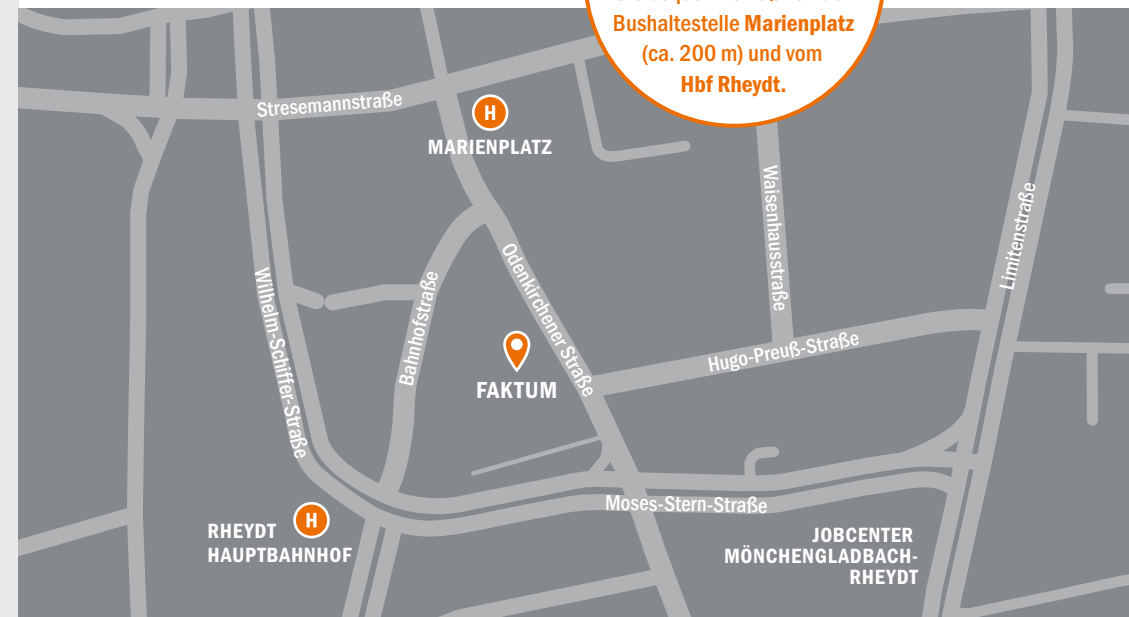 Bushaltestelle Marienplatz
(ca. 200 m) und vom
Hbf Rheydt.
Stresemannstraße
H
MARIENPLATZ
Waisenhausstraße
Limitenstraße
Odenkirchener Straße
Wilhelm-Schiffer-Straße
Bahnhofstraße
Hugo-Preuß-Straße
FAKTUM
Moses-Stern-Straße
H
RHEYDT
HAUPTBAHNHOF
JOBCENTER
MÖNCHENGLADBACH-
RHEYDT